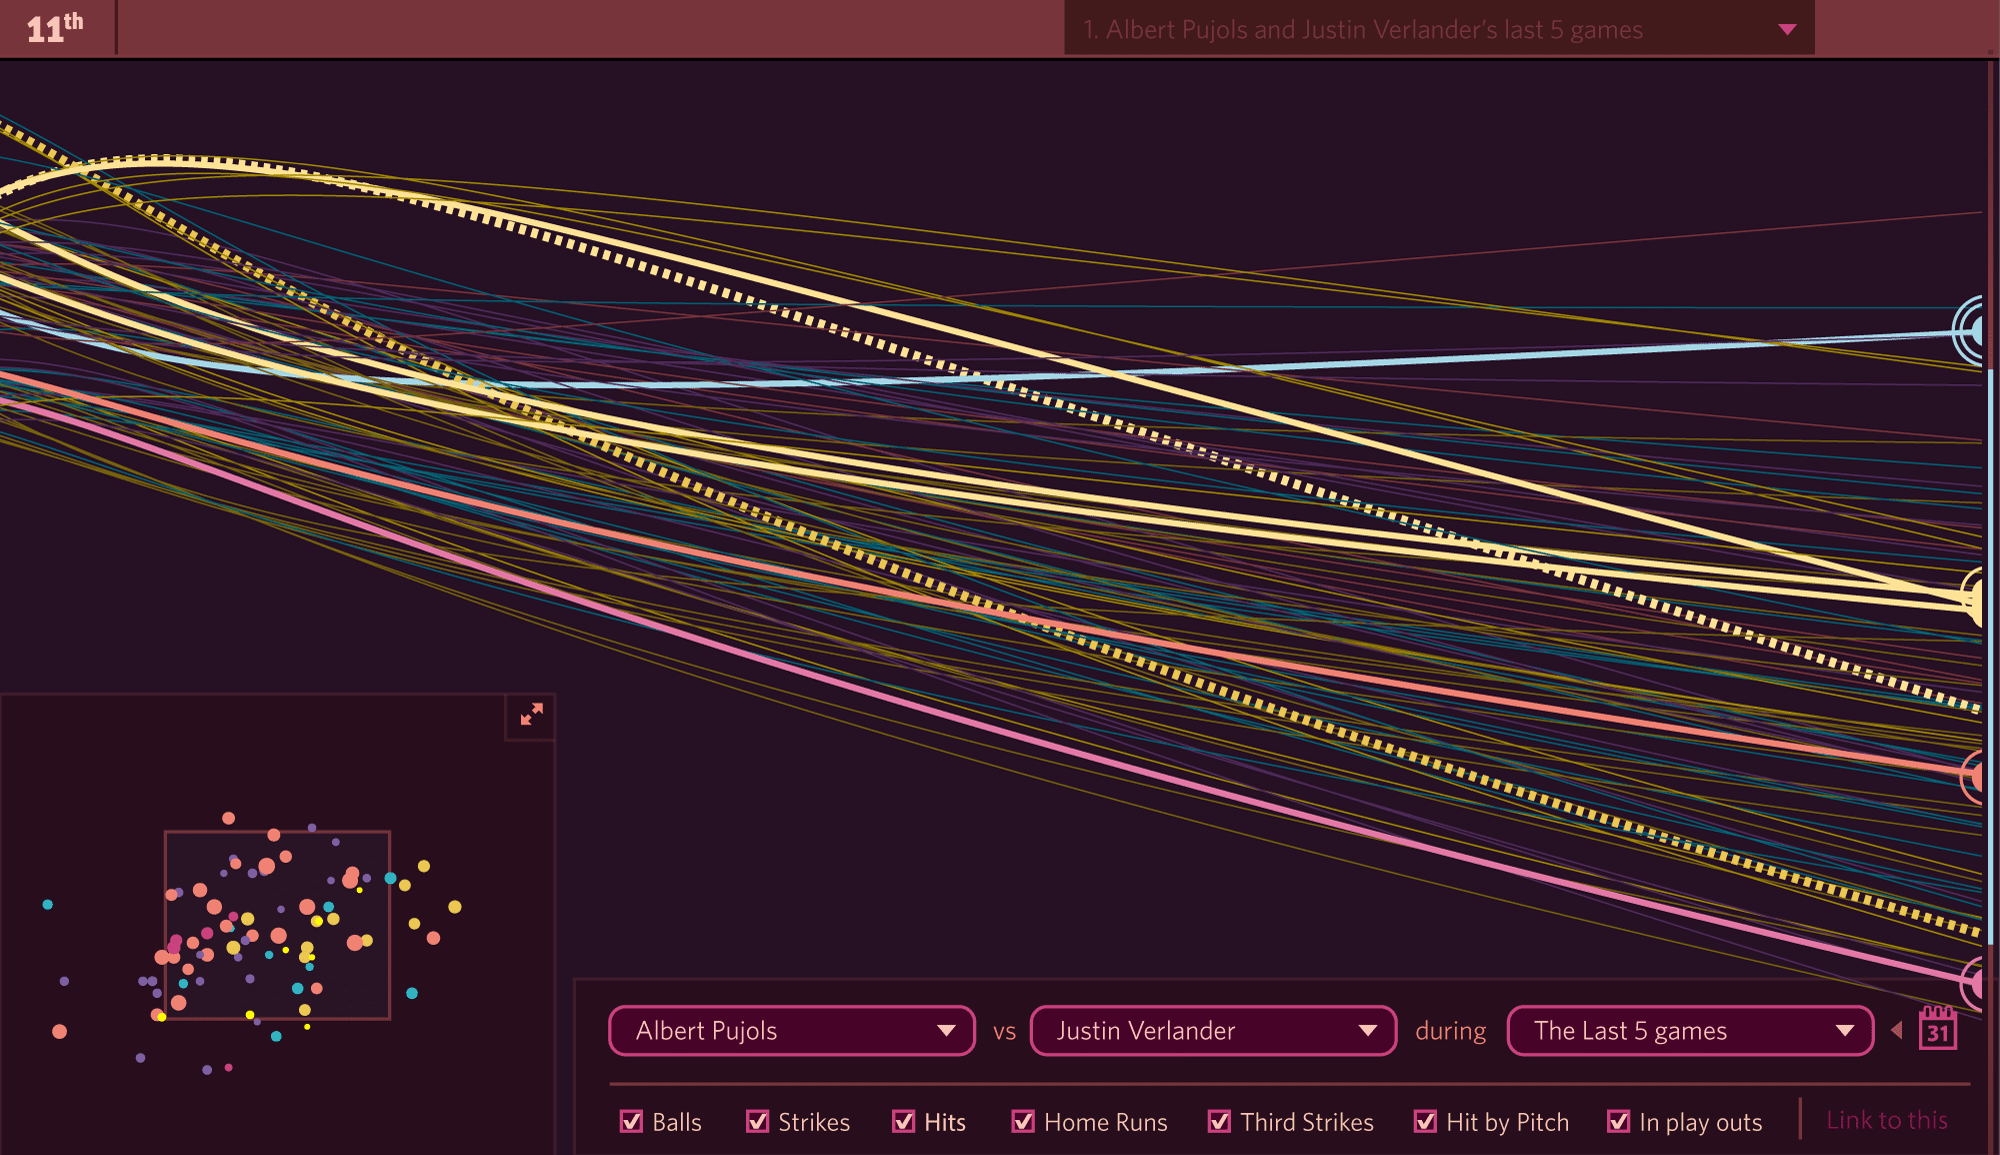 11th
1. Albert Pujols and Justin Verlander's last 5 games
Albert Pujols vs Justin Verlander during The Last 5 games 31
Balls Strikes Hits Home Runs Third Strikes Hit by Pitch In play outs Link to this